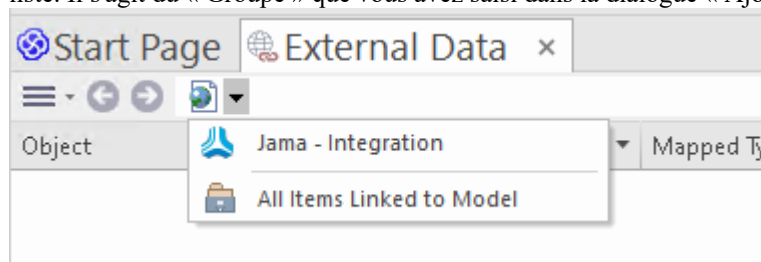 liste. Il s'agit du « Groupe » que vous avez saisi dans la dialogue « Ajo
Start Page External Data ×
Object Mapped Ty
Jama - Integration
All Items Linked to Model